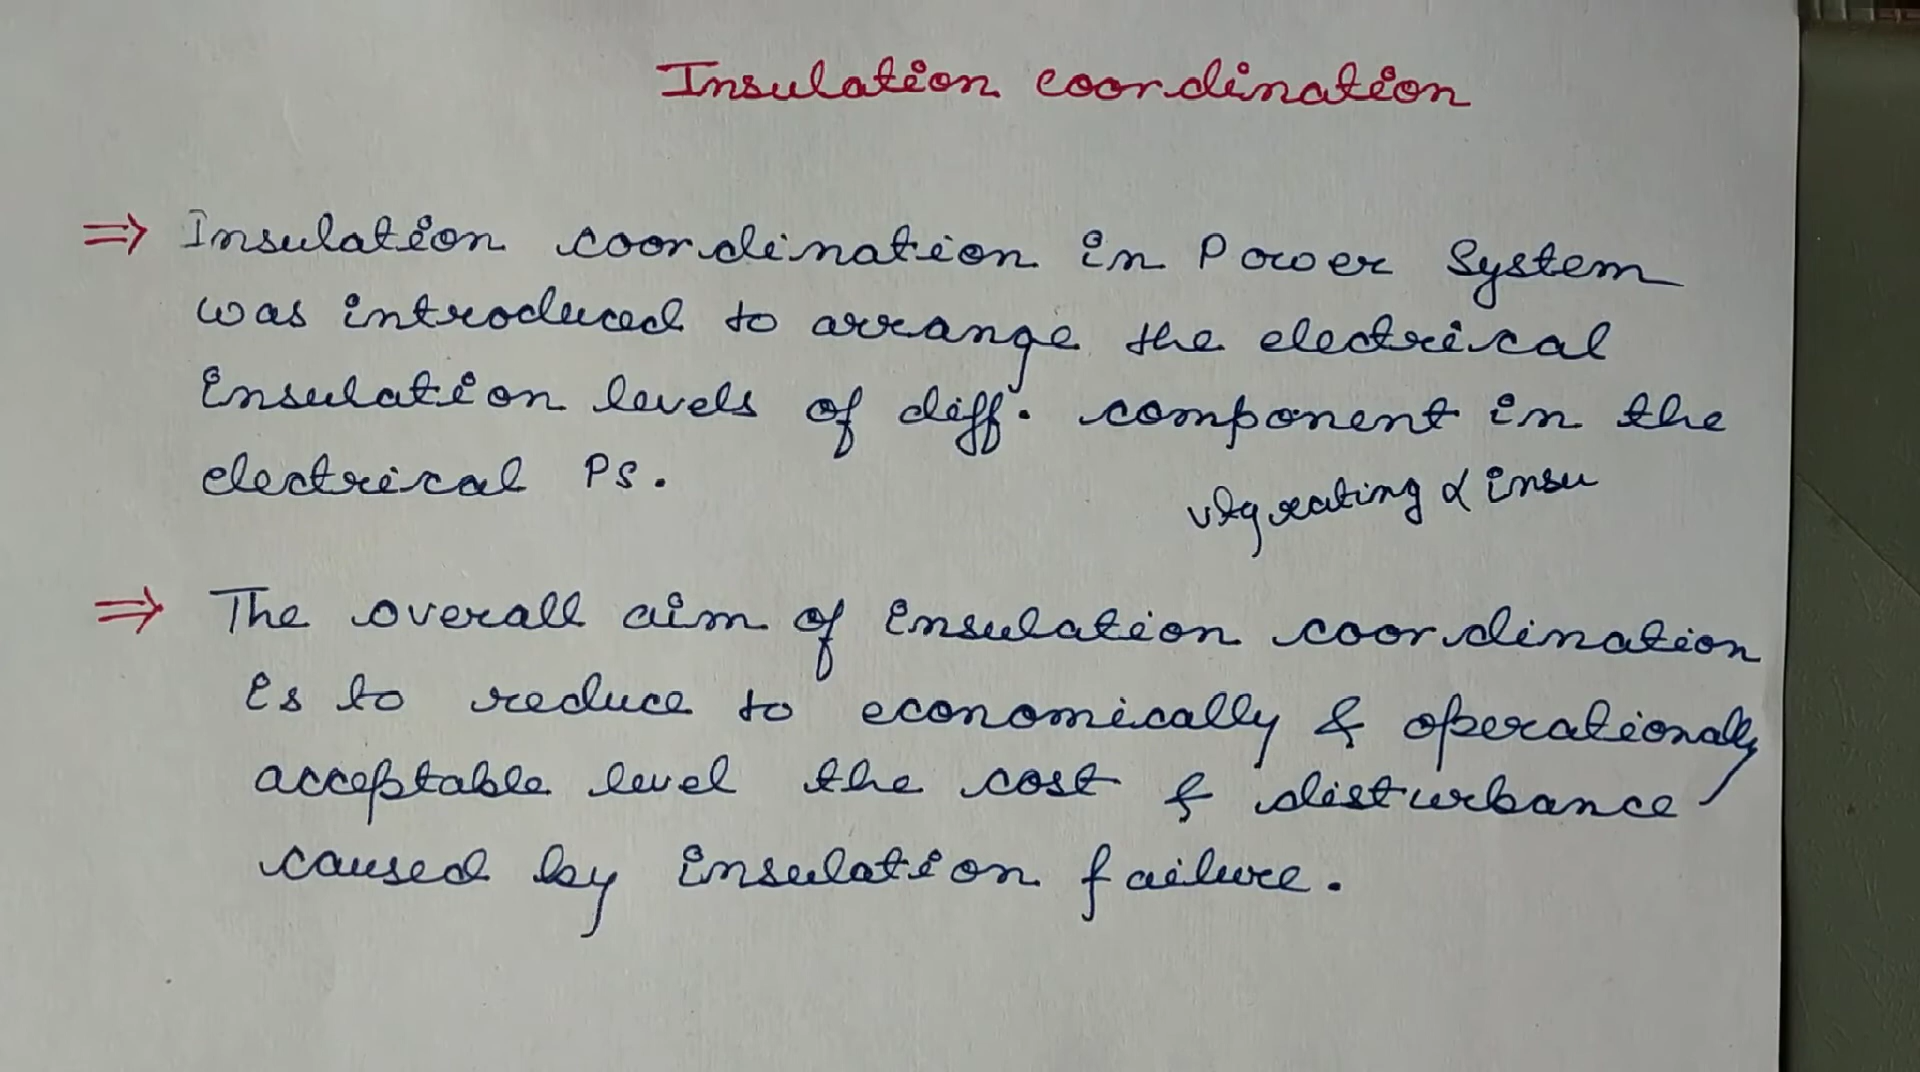 Insulation coordination
⇒ Insulation coordination in Power System
was introduced to arrange the electrical
insulation levels of diff. component in the
electrical PS.
vtg rating α insu
⇒ The overall aim of insulation coordination
is to reduce to economically & operationally
acceptable level the cost & disturbance
caused by insulation failure.